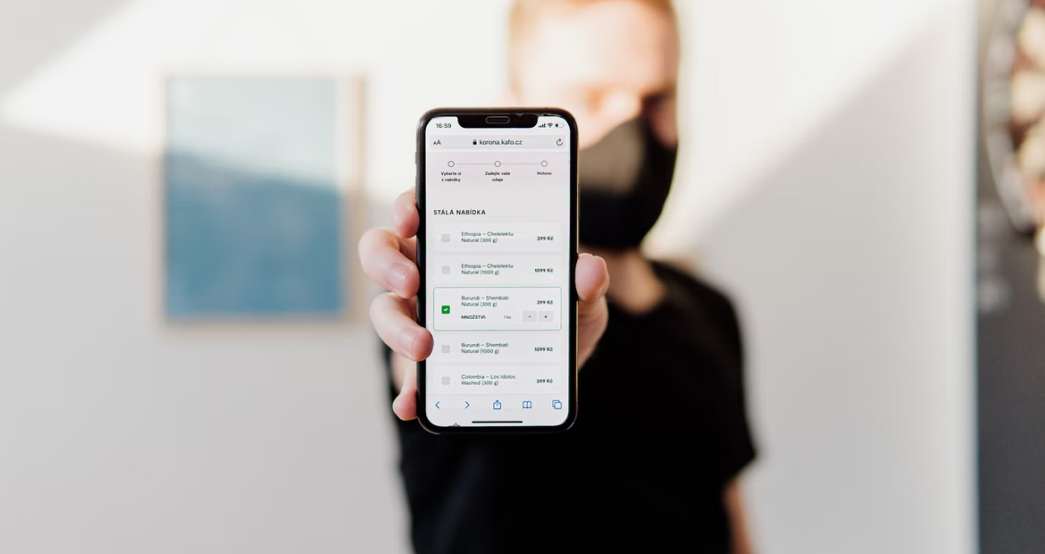 16:59
AA korona.kafo.cz
Vyberte si
z nabídky
Zadejte vaše
údaje
Hotovo
STÁLÁ NABÍDKA
Ethiopia – Chelelektu
Natural (300 g)
399 Kč
Ethiopia – Chelelektu
Natural (1000 g)
1099 Kč
Burundi – Shembati
Natural (300 g)
399 Kč
MNOŽSTVÍ 1 ks - +
Burundi – Shembati
Natural (1000 g)
1099 Kč
Colombia – Los Idolos
Washed (300 g)
399 Kč